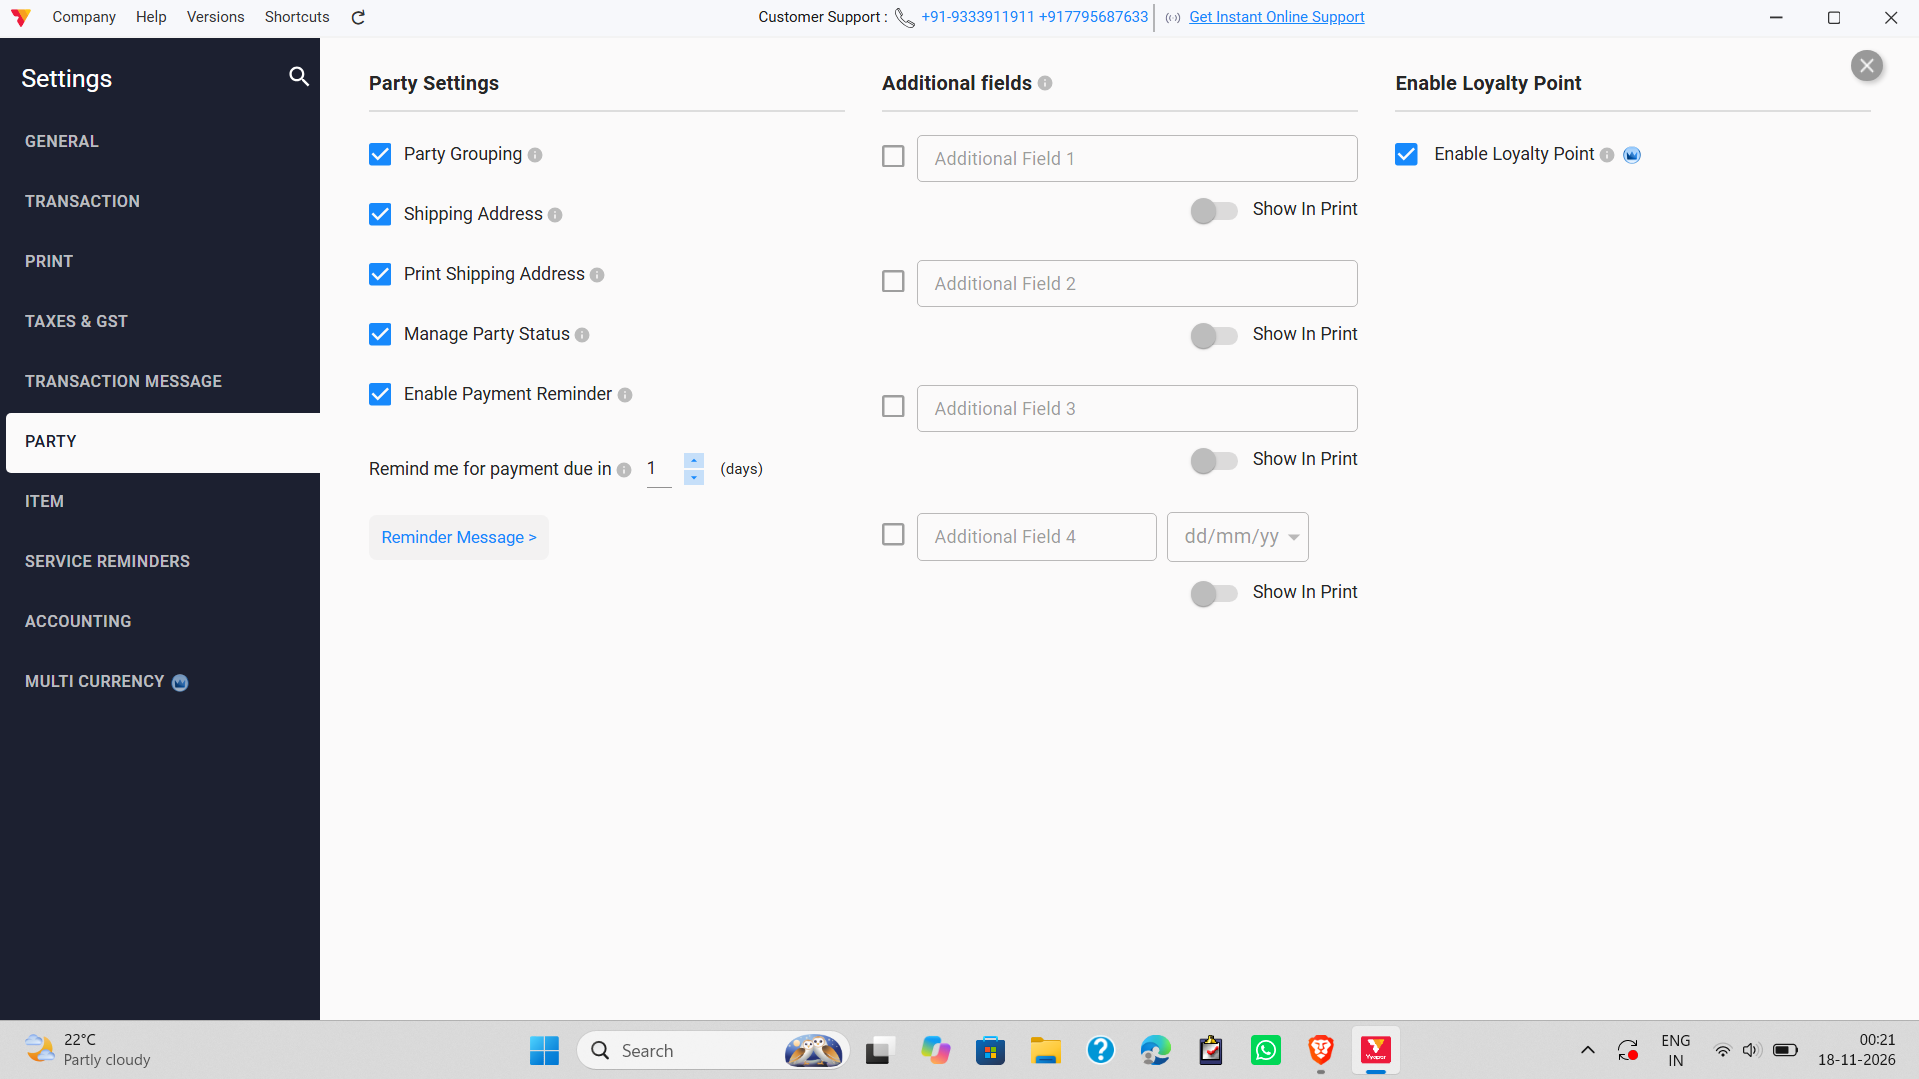 Company Help Versions Shortcuts
Customer Support : +91-9333911911 +917795687633 Get Instant Online Support
Settings
GENERAL
TRANSACTION
PRINT
TAXES & GST
TRANSACTION MESSAGE
PARTY
ITEM
SERVICE REMINDERS
ACCOUNTING
MULTI CURRENCY
Party Settings
Party Grouping
Shipping Address
Print Shipping Address
Manage Party Status
Enable Payment Reminder
Remind me for payment due in 1 (days)
Reminder Message >
Additional fields
Additional Field 1
Show In Print
Additional Field 2
Show In Print
Additional Field 3
Show In Print
Additional Field 4 dd/mm/yy
Show In Print
Enable Loyalty Point
Enable Loyalty Point
22°C
Partly cloudy
Search
Vyapar
ENG
IN
00:21
18-11-2026